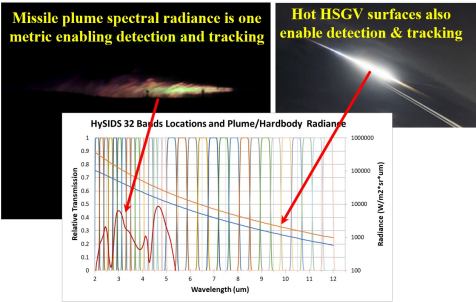 Missile plume spectral radiance is one
metric enabling detection and tracking
Hot HSGV surfaces also
enable detection & tracking
HySIDS 32 Bands Locations and Plume/Hardbody Radiance
Relative Transmission
1
0.9
0.8
0.7
0.6
0.5
0.4
0.3
0.2
0.1
0
1000000
100000
10000
1000
100
Radiance (W/m2*sr*um)
2 3 4 5 6 7 8 9 10 11 12
Wavelength (um)